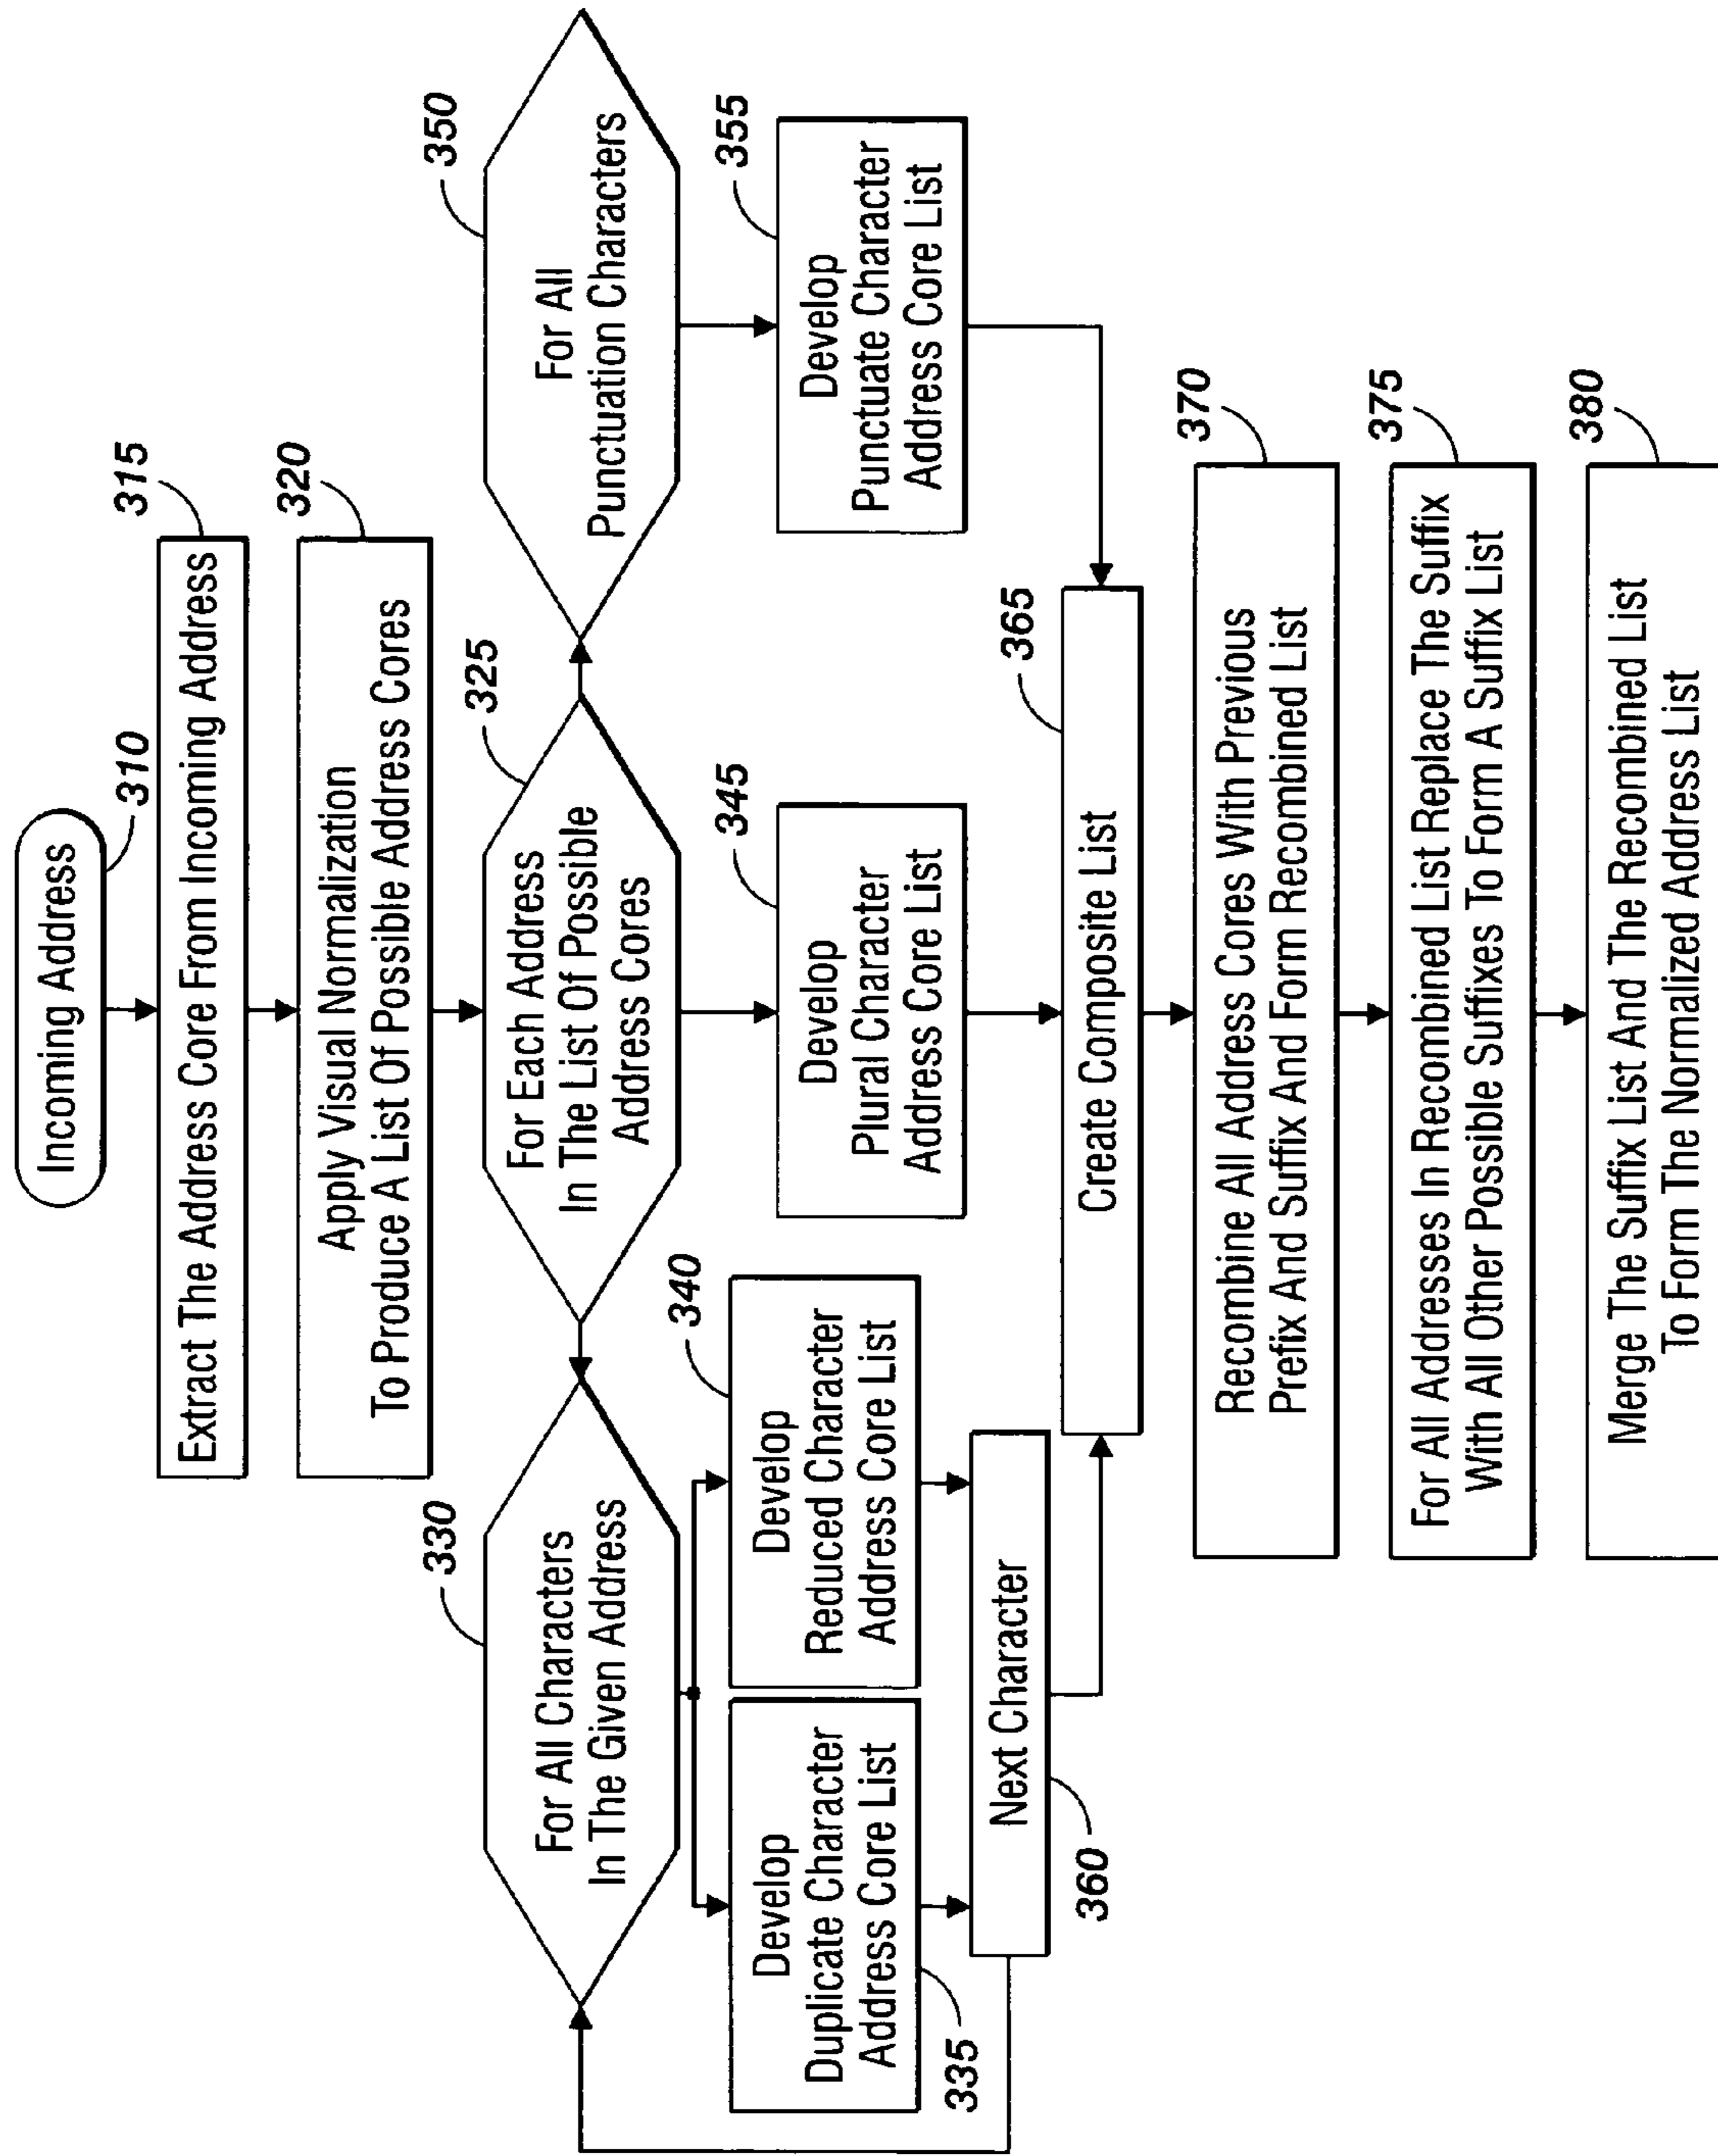 Incoming Address
310
Extract The Address Core From Incoming Address
315
Apply Visual Normalization
To Produce A List Of Possible Address Cores
320
For All Characters
In The Given Address
330
For Each Address
In The List Of Possible
Address Cores
325
For All
Punctuation Characters
350
Develop
Duplicate Character
Address Core List
335
Develop
Reduced Character
Address Core List
340
Develop
Plural Character
Address Core List
345
Develop
Punctuate Character
Address Core List
355
Next Character
360
Create Composite List
365
Recombine All Address Cores With Previous
Prefix And Suffix And Form Recombined List
370
For All Addresses In Recombined List Replace The Suffix
With All Other Possible Suffixes To Form A Suffix List
375
Merge The Suffix List And The Recombined List
To Form The Normalized Address List
380